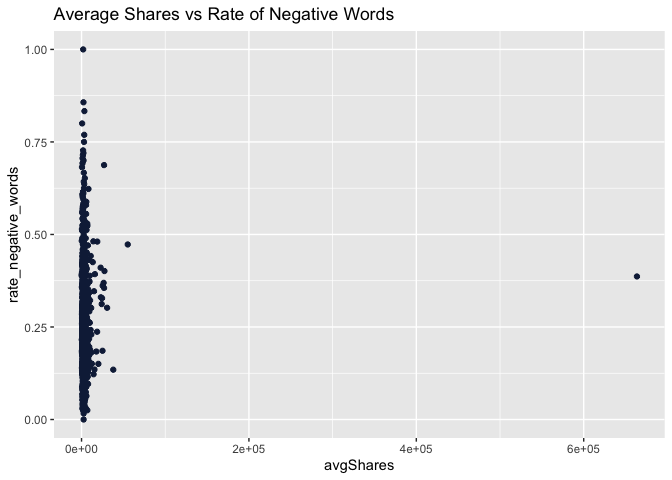 Average Shares vs Rate of Negative Words
1.00
0.75
0.50
0.25
0.00
rate_negative_words
0e+00
2e+05
4e+05
6e+05
avgShares